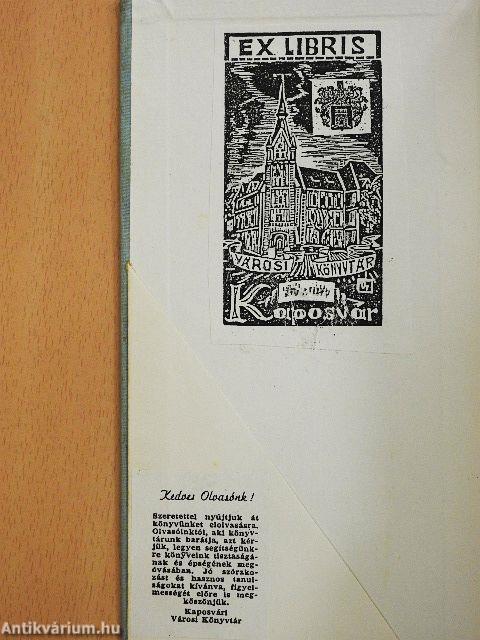 EX LIBRIS
VÁROSI KÖNYVTÁR
Kaposvár
Kedves Olvasónk!
Szeretettel nyújtjuk át
könyvünket elolvasásra.
Olvasóinktól, aki könyv-
tárunk barátja, azt kér-
jük, legyen segítségünk-
re könyveink tisztaságá-
nak és épségének meg-
óvásában. Jó szórako-
zást és hasznos tanul-
ságokat kívánva, figyel-
mességét előre is meg-
köszönjük.
Kaposvári
Városi Könyvtár
Antikvárium.hu